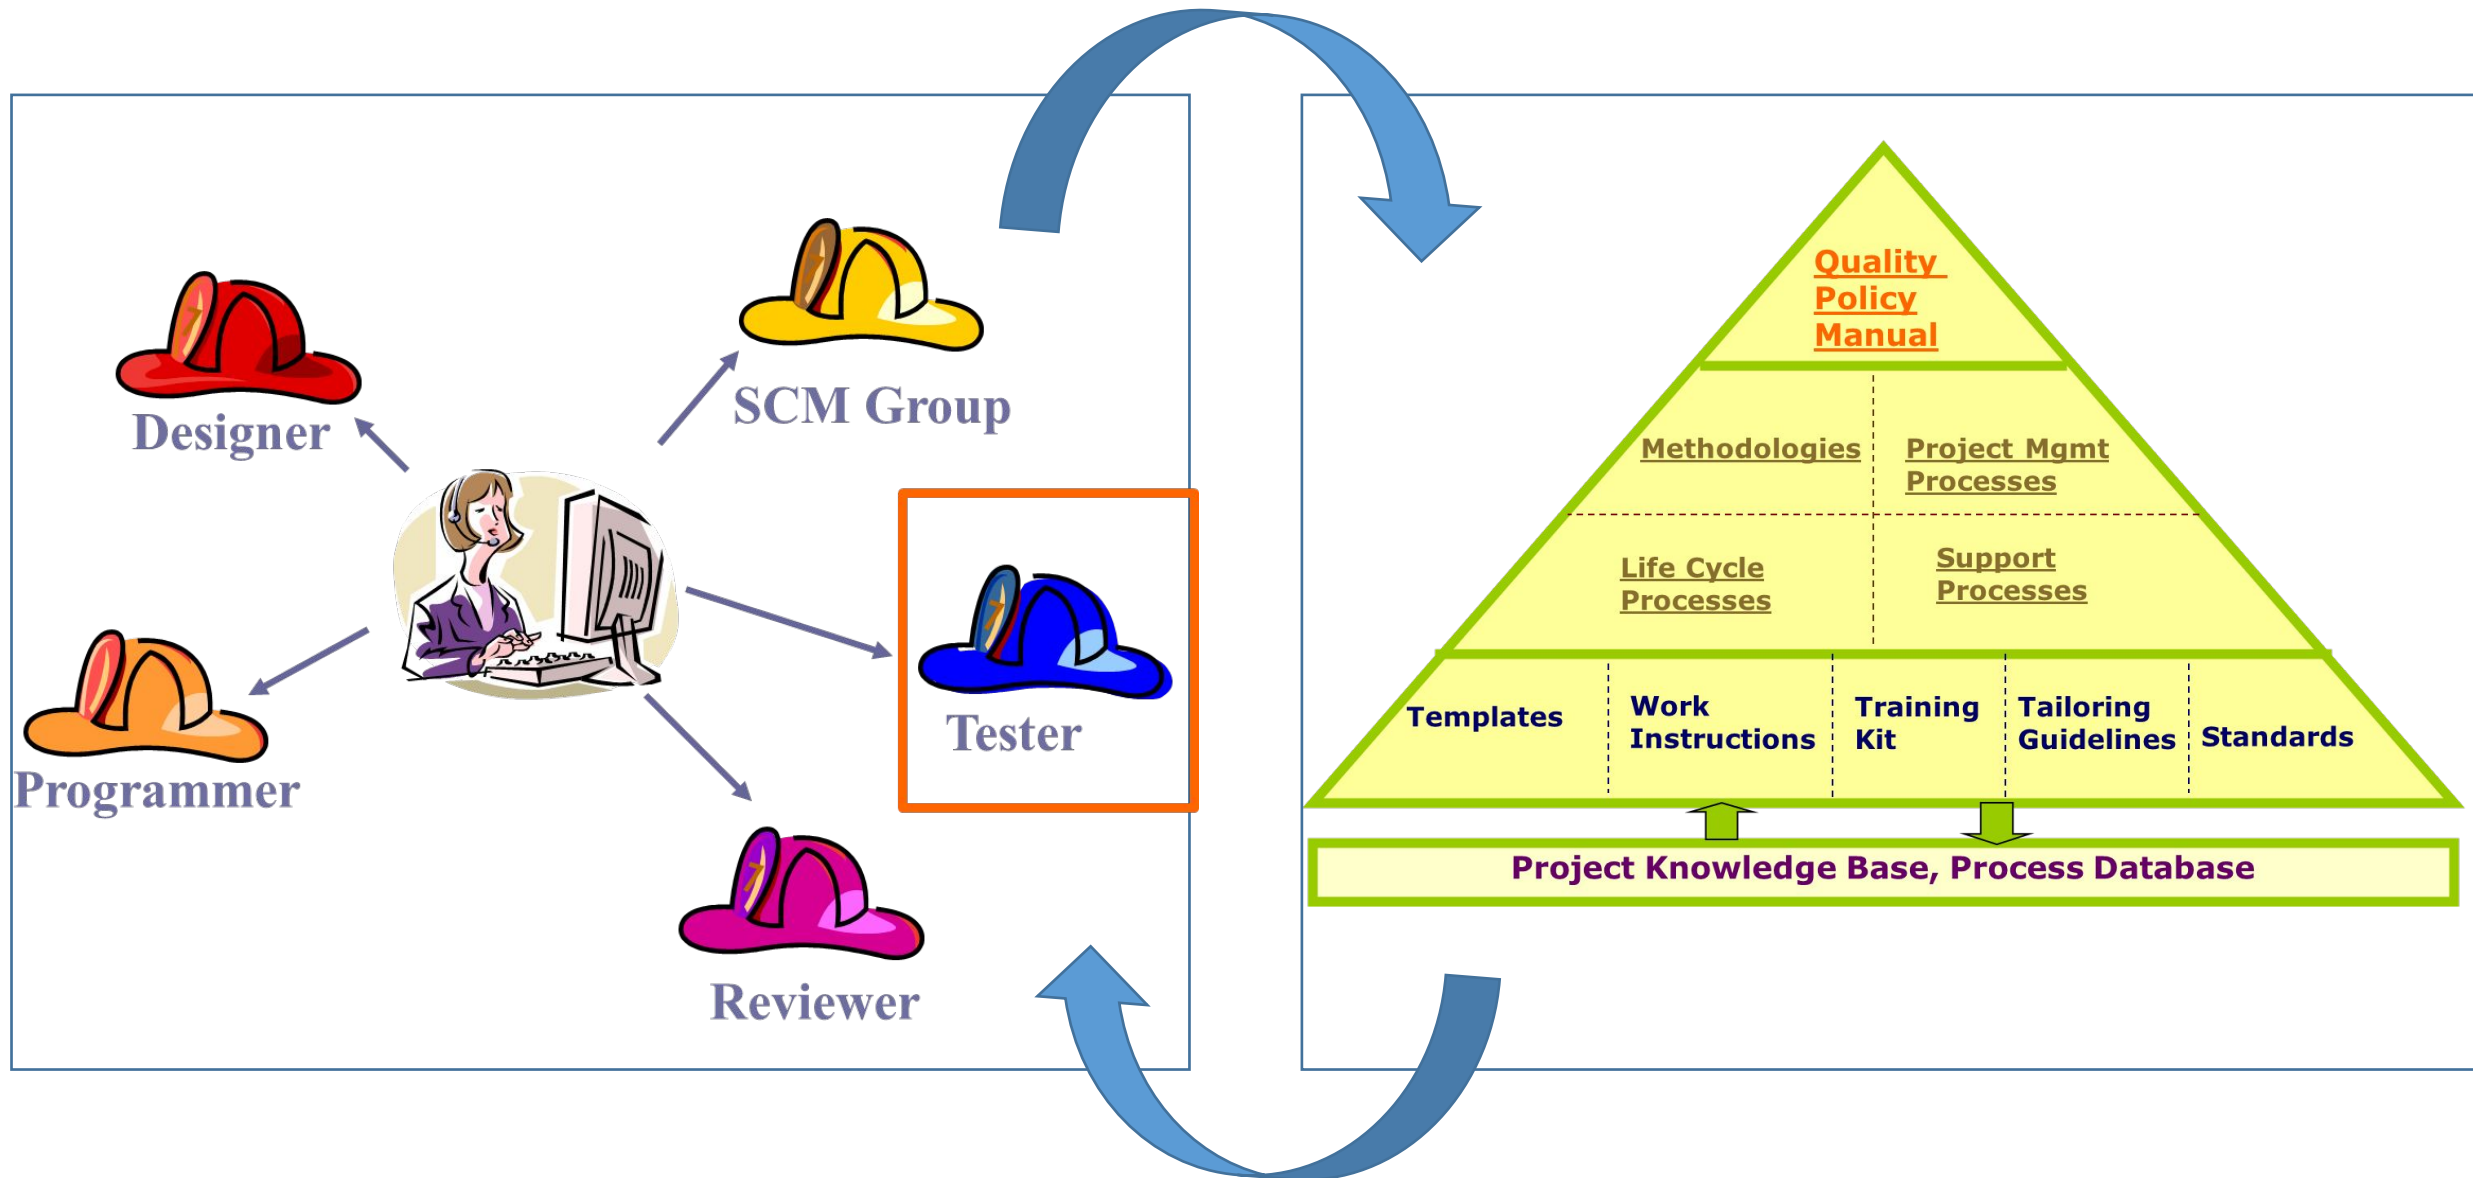 SCM Group
Designer
Tester
Programmer
Reviewer
Quality
Policy
Manual
Methodologies
Project Mgmt
Processes
Life Cycle
Processes
Support
Processes
Templates
Work
Instructions
Training
Kit
Tailoring
Guidelines
Standards
Project Knowledge Base, Process Database